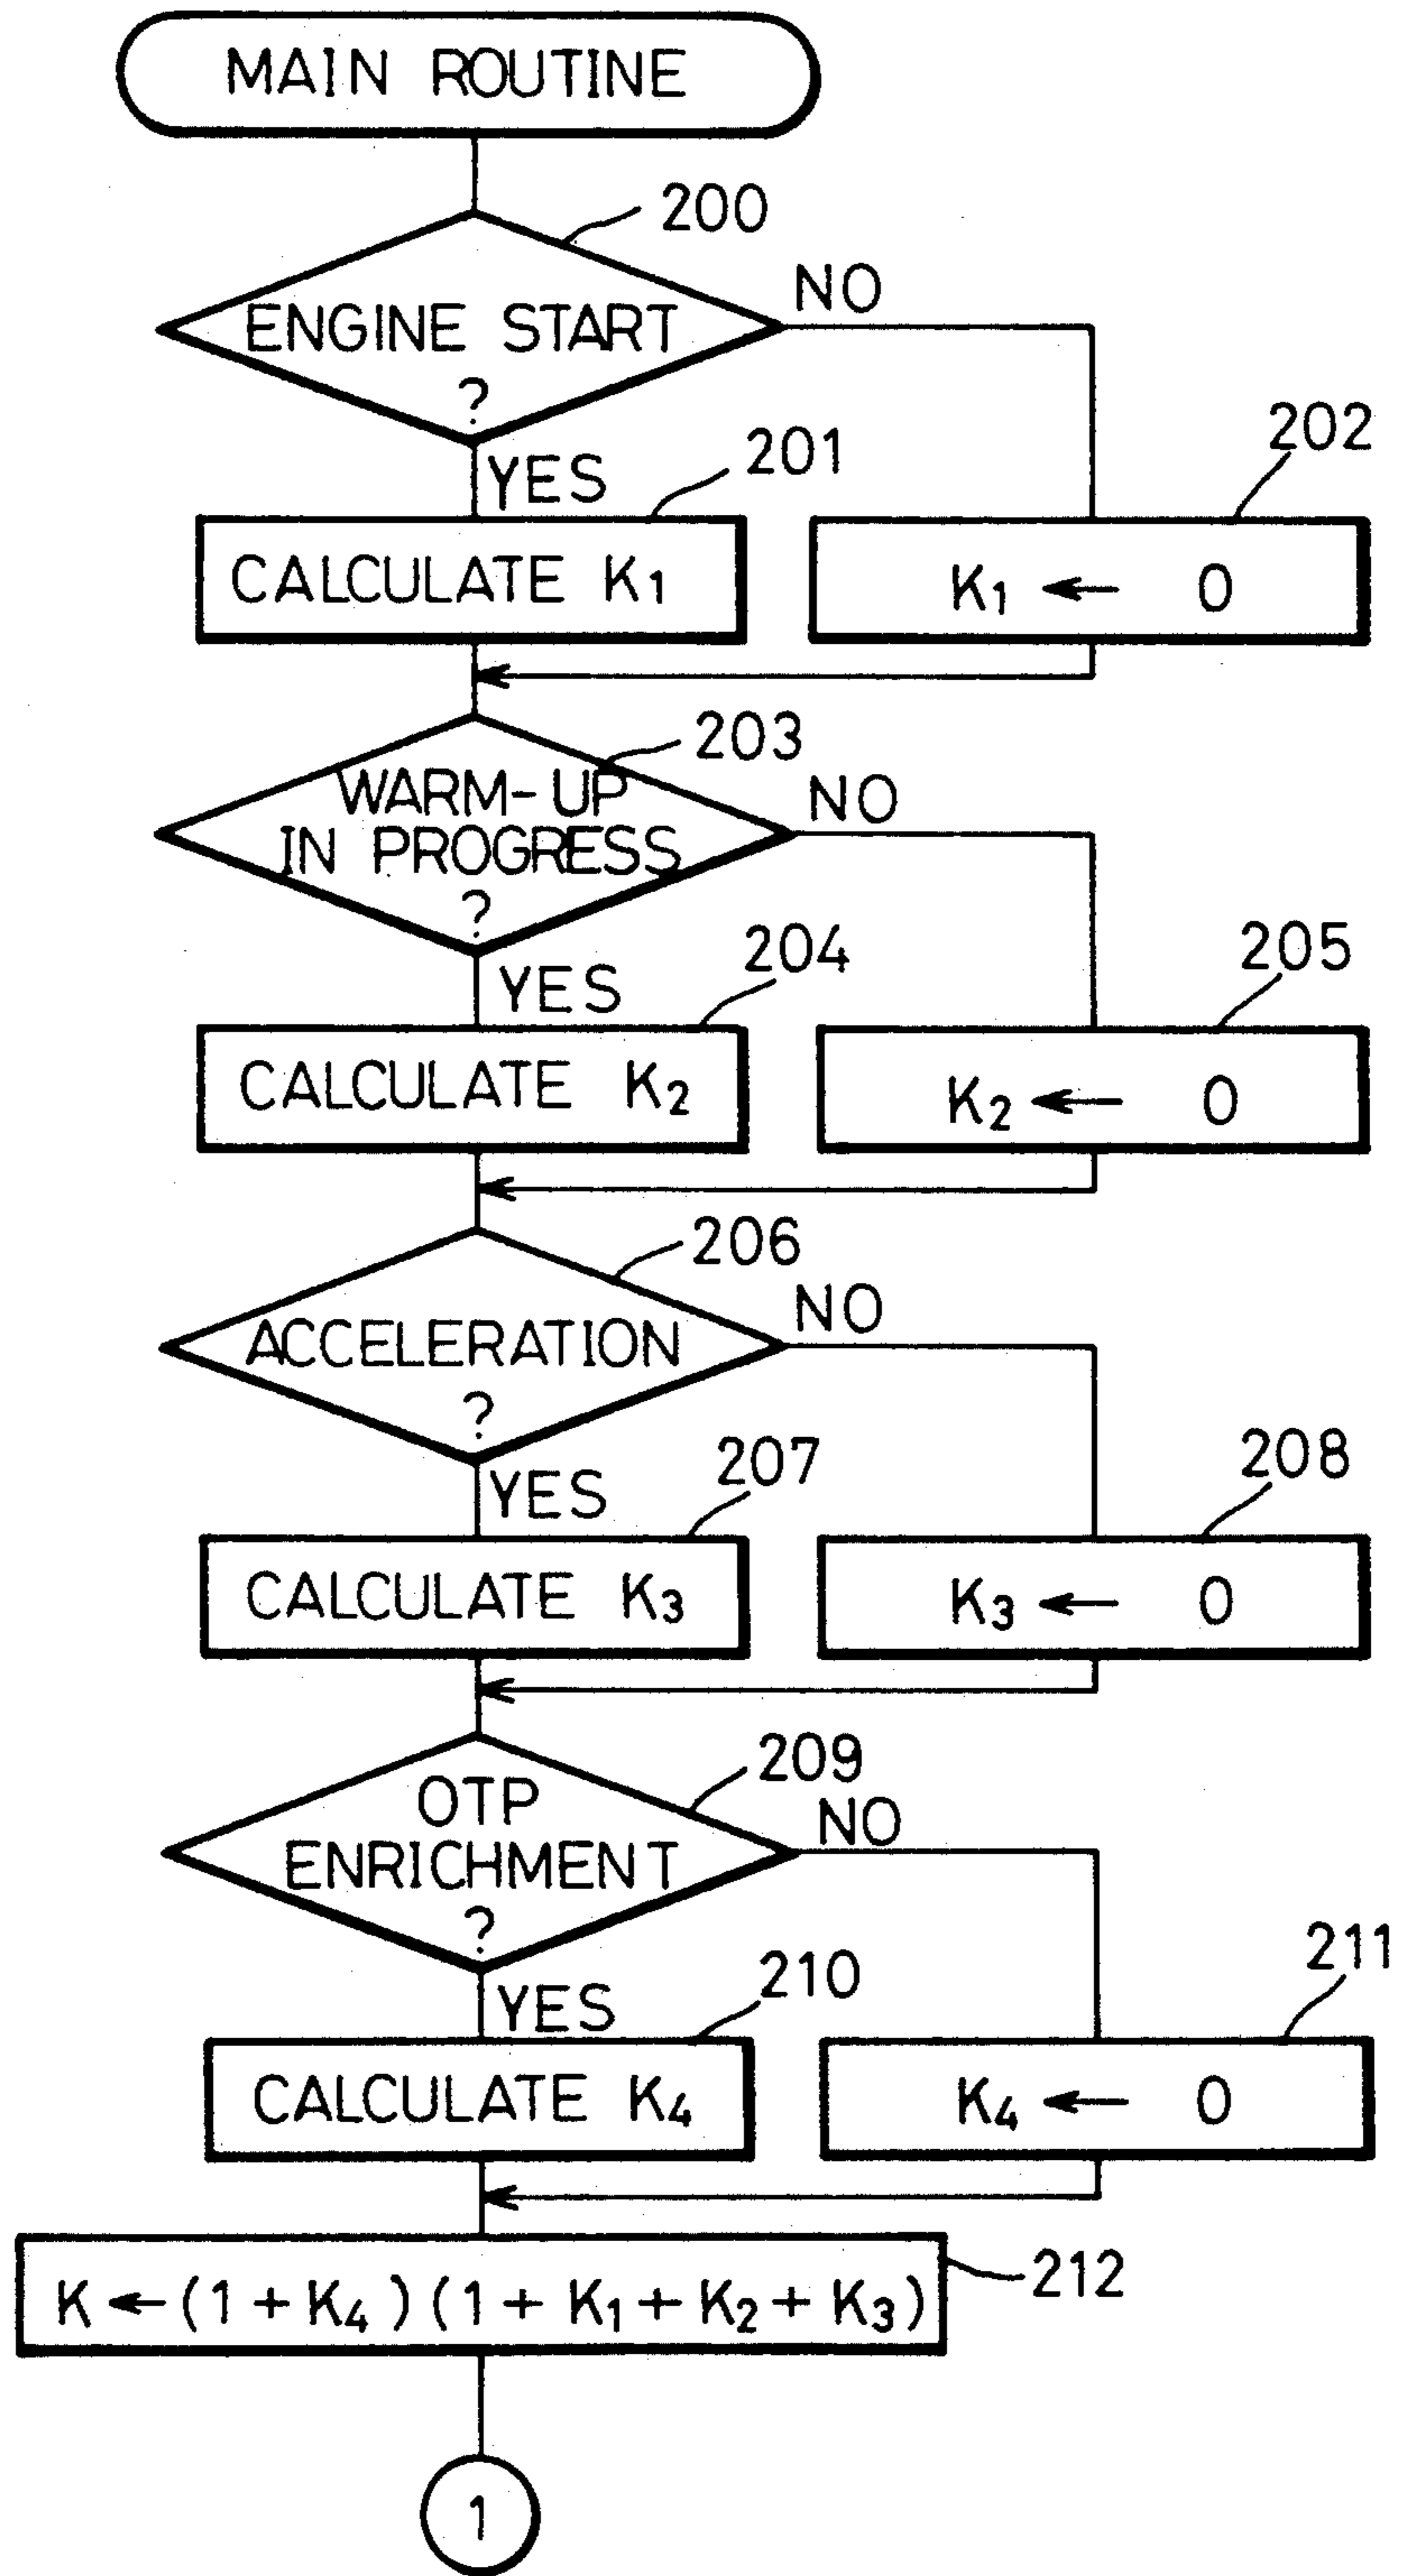 MAIN ROUTINE
200
ENGINE START
?
NO
YES
201
202
CALCULATE K₁
K₁ ← 0
203
WARM-UP
IN PROGRESS
?
NO
YES
204
205
CALCULATE K₂
K₂ ← 0
206
ACCELERATION
?
NO
YES
207
208
CALCULATE K₃
K₃ ← 0
209
OTP
ENRICHMENT
?
NO
YES
210
211
CALCULATE K₄
K₄ ← 0
K ← (1 + K₄) (1 + K₁ + K₂ + K₃)
212
1